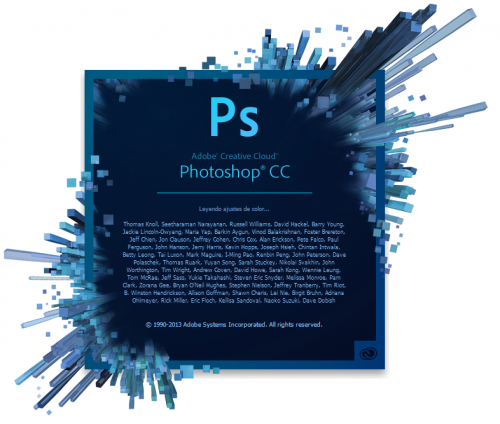 Ps
Adobe® Creative Cloud™
Photoshop® CC
Leyendo ajustes de color...
Thomas Knoll, Seetharaman Narayanan, Russell Williams, David Hackel, Barry Young,
Jackie Lincoln-Owyang, Maria Yap, Barkin Aygun, Vinod Balakrishnan, Foster Brereton,
Jeff Chien, Jon Clauson, Jeffrey Cohen, Chris Cox, Alan Erickson, Pete Falco, Paul
Ferguson, John Hanson, Jerry Harris, Kevin Hopps, Joseph Hsieh, Chintan Intwala,
Betty Leong, Tai Luxon, Mark Maguire, I-Ming Pao, Renbin Peng, John Peterson, Dave
Polaschek, Thomas Ruark, Yuyan Song, Sarah Stuckey, Nikolai Svakhin, John
Worthington, Tim Wright, Andrew Coven, David Howe, Sarah Kong, Wennie Leung,
Tom McRae, Jeff Sass, Yukie Takahashi, Steven Eric Snyder, Melissa Monroe, Pam
Clark, Zorana Gee, Bryan O'Neil Hughes, Stephen Nielson, Jeffrey Tranberry, Tim Riot,
B. Winston Hendrickson, Alison Goffman, Shawn Cheris, Lai Nie, Birgit Bruhn, Adriana
Ohlmeyer, Rick Miller, Eric Floch, Kellisa Sandoval, Naoko Suzuki, Dave Dobish
© 1990-2013 Adobe Systems Incorporated. All rights reserved.